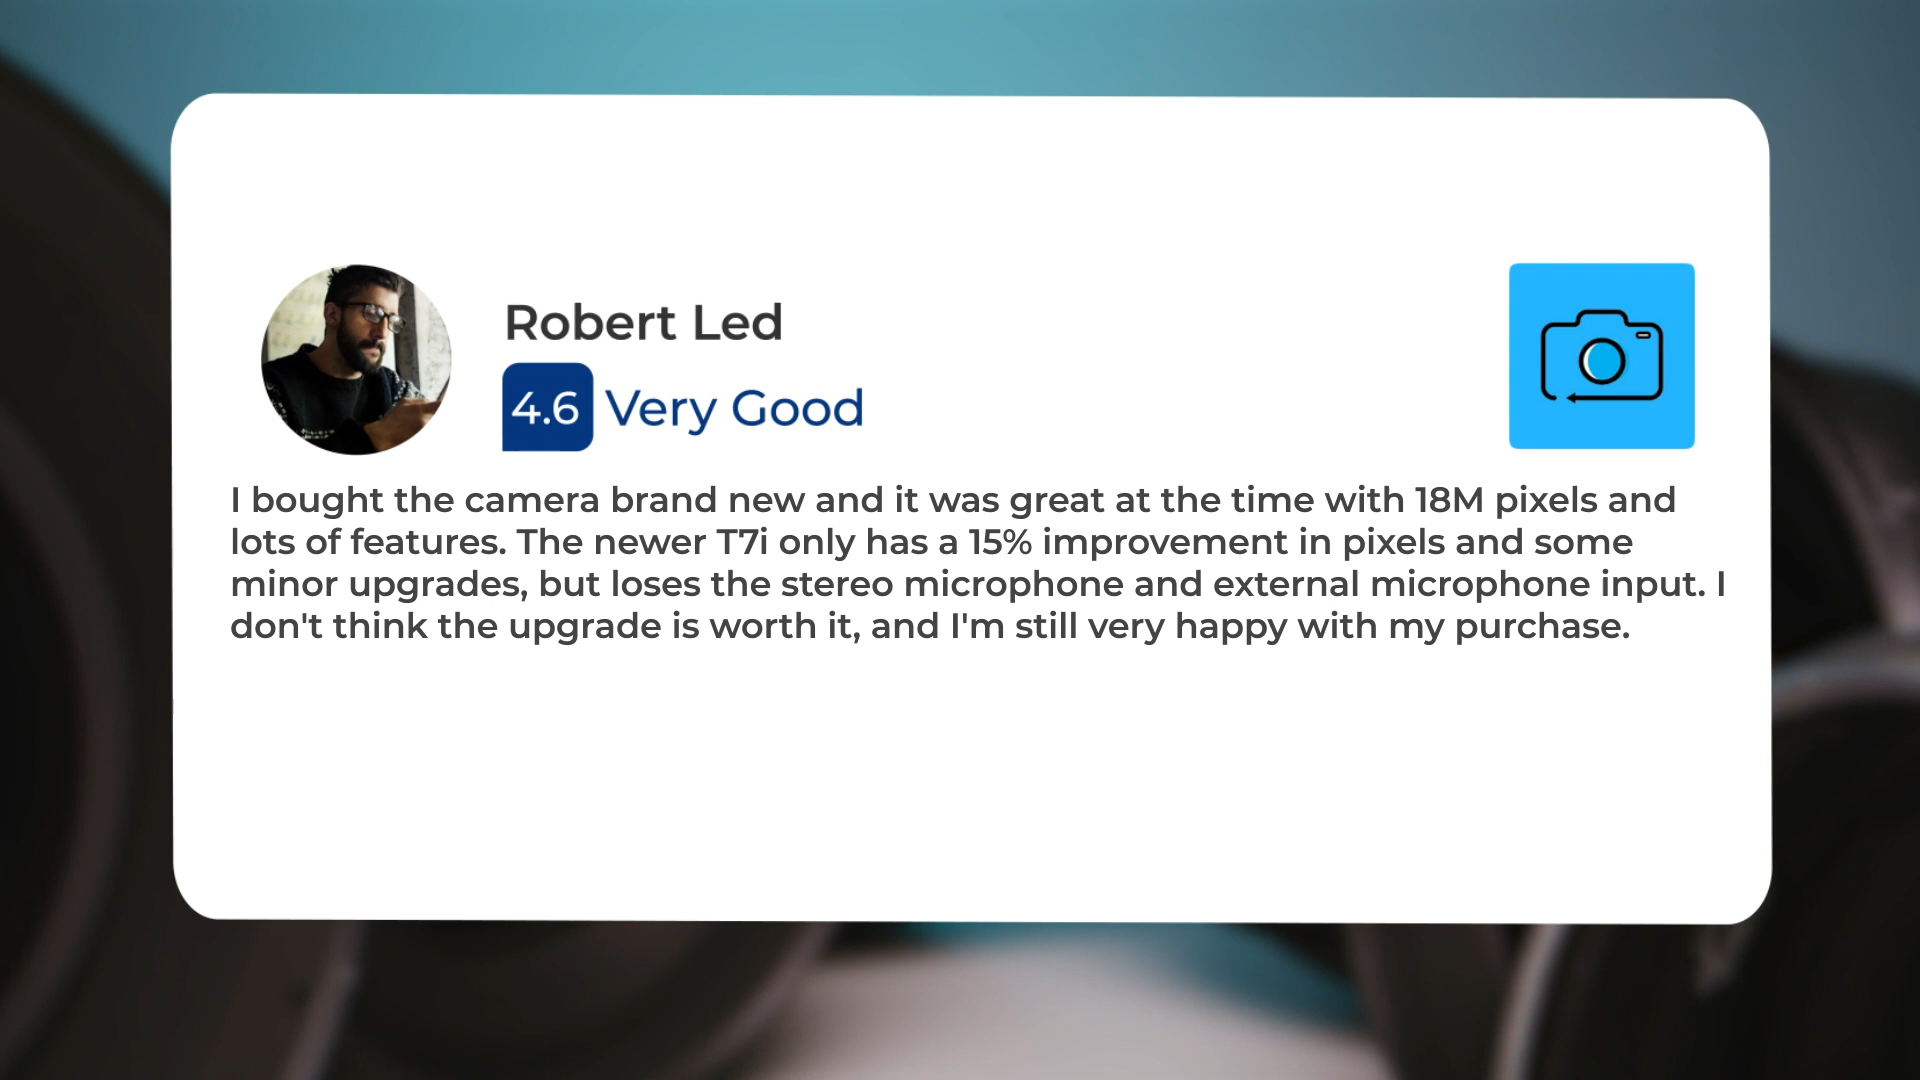 Robert Led
4.6 Very Good
I bought the camera brand new and it was great at the time with 18M pixels and
lots of features. The newer T7i only has a 15% improvement in pixels and some
minor upgrades, but loses the stereo microphone and external microphone input. I
don't think the upgrade is worth it, and I'm still very happy with my purchase.